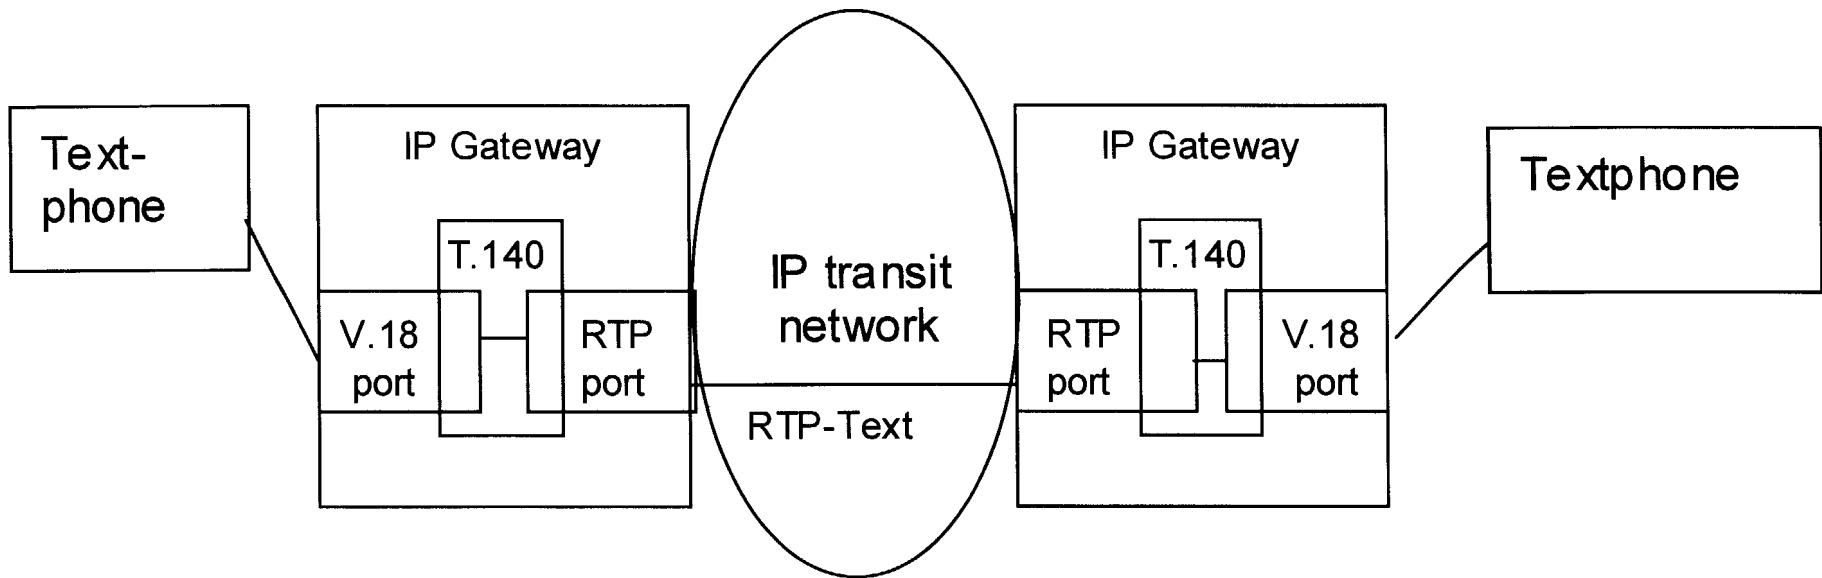 Text-
phone
IP Gateway
T.140
V.18
port
RTP
port
IP transit
network
RTP-Text
IP Gateway
T.140
RTP
port
V.18
port
Textphone